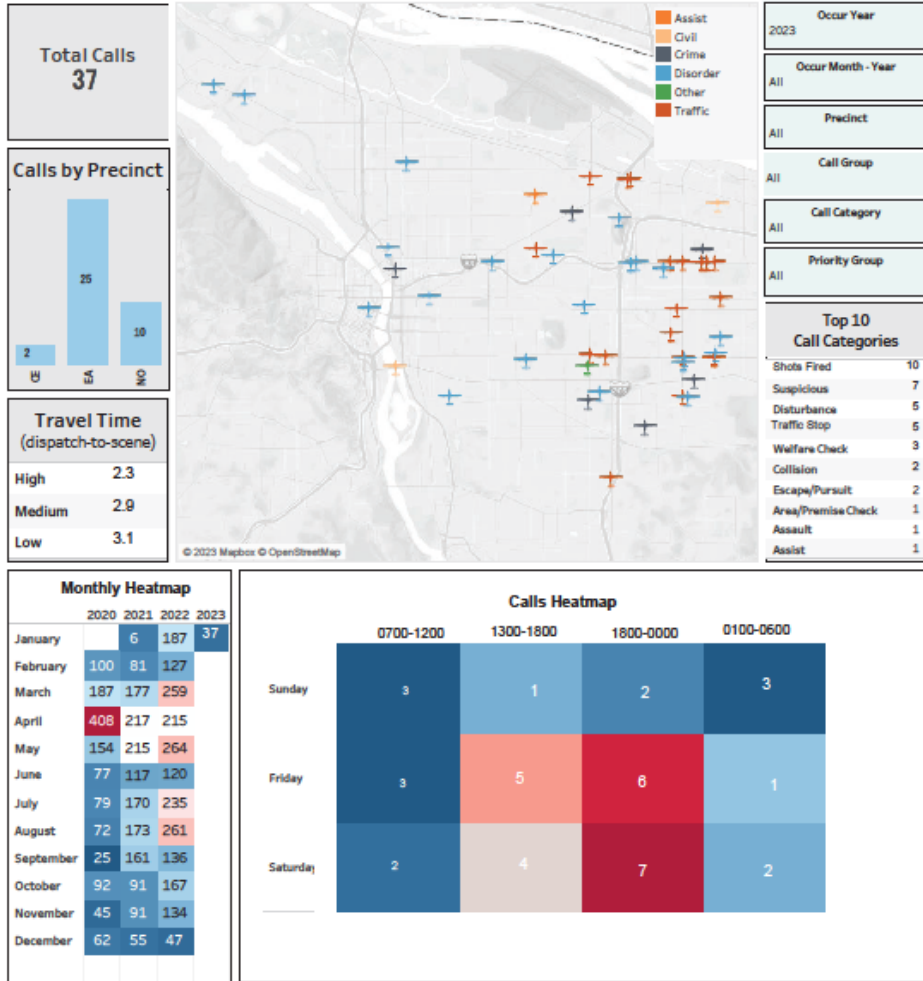 Total Calls
37
Calls by Precinct
2
25
10
CE
EA
NO
Travel Time
(dispatch-to-scene)
High 2.3
Medium 2.9
Low 3.1
Assist
Civil
Crime
Disorder
Other
Traffic
© 2023 Mapbox © OpenStreetMap
Occur Year
2023
Occur Month - Year
All
Precinct
All
Call Group
All
Call Category
All
Priority Group
All
Top 10
Call Categories
Shots Fired 10
Suspicious 7
Disturbance 5
Traffic Stop 5
Welfare Check 3
Collision 2
Escape/Pursuit 2
Area/Premise Check 1
Assault 1
Assist 1
Monthly Heatmap
2020 2021 2022 2023
January 6 187 37
February 100 81 127
March 187 177 259
April 408 217 215
May 154 215 264
June 77 117 120
July 79 170 235
August 72 173 261
September 25 161 136
October 92 91 167
November 45 91 134
December 62 55 47
Calls Heatmap
0700-1200 1300-1800 1800-0000 0100-0600
Sunday 3 1 2 3
Friday 3 5 6 1
Saturday 2 4 7 2